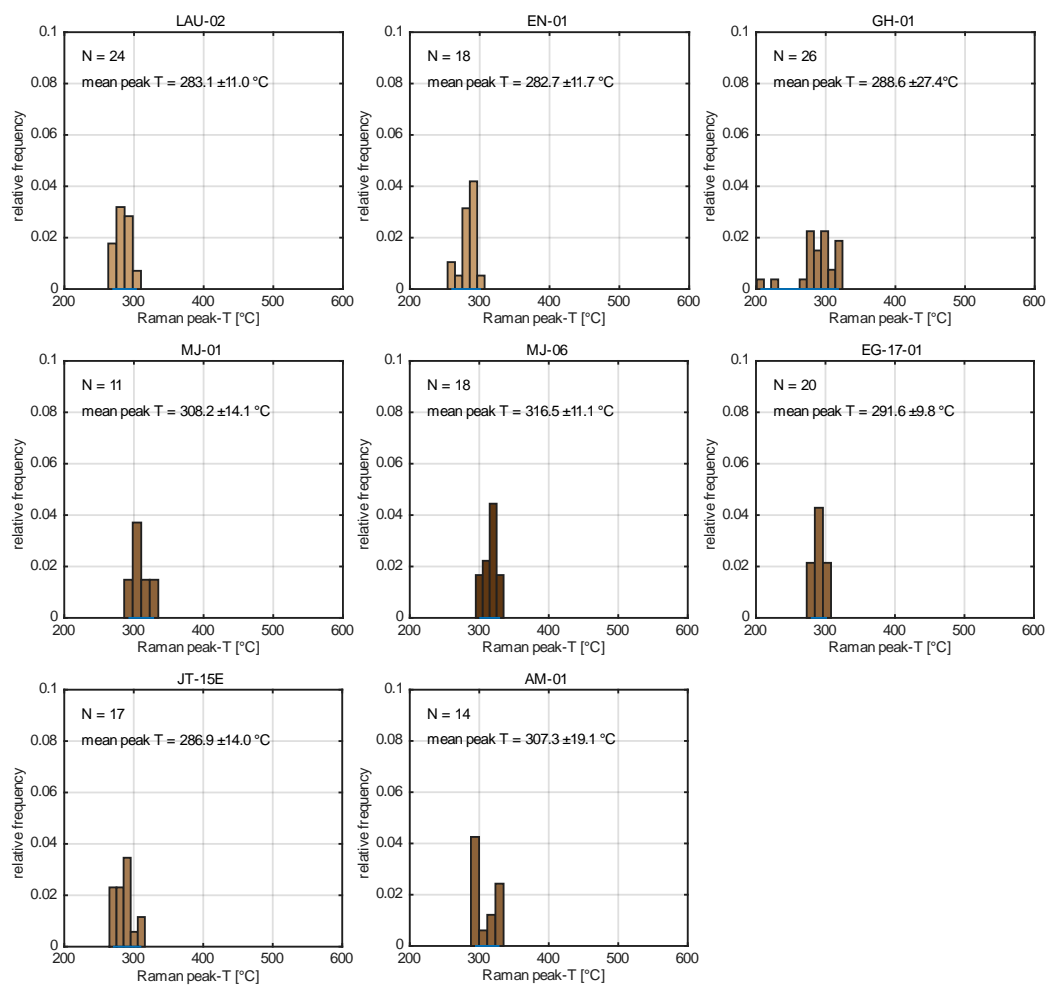 LAU-02
0.1
0.08
0.06
0.04
0.02
0
relative frequency
N = 24
mean peak T = 283.1 ±11.0 °C
200 300 400 500 600
Raman peak-T [°C]
EN-01
0.1
0.08
0.06
0.04
0.02
0
relative frequency
N = 18
mean peak T = 282.7 ±11.7 °C
200 300 400 500 600
Raman peak-T [°C]
GH-01
0.1
0.08
0.06
0.04
0.02
0
relative frequency
N = 26
mean peak T = 288.6 ±27.4°C
200 300 400 500 600
Raman peak-T [°C]
MJ-01
0.1
0.08
0.06
0.04
0.02
0
relative frequency
N = 11
mean peak T = 308.2 ±14.1 °C
200 300 400 500 600
Raman peak-T [°C]
MJ-06
0.1
0.08
0.06
0.04
0.02
0
relative frequency
N = 18
mean peak T = 316.5 ±11.1 °C
200 300 400 500 600
Raman peak-T [°C]
EG-17-01
0.1
0.08
0.06
0.04
0.02
0
relative frequency
N = 20
mean peak T = 291.6 ±9.8 °C
200 300 400 500 600
Raman peak-T [°C]
JT-15E
0.1
0.08
0.06
0.04
0.02
0
relative frequency
N = 17
mean peak T = 286.9 ±14.0 °C
200 300 400 500 600
Raman peak-T [°C]
AM-01
0.1
0.08
0.06
0.04
0.02
0
relative frequency
N = 14
mean peak T = 307.3 ±19.1 °C
200 300 400 500 600
Raman peak-T [°C]